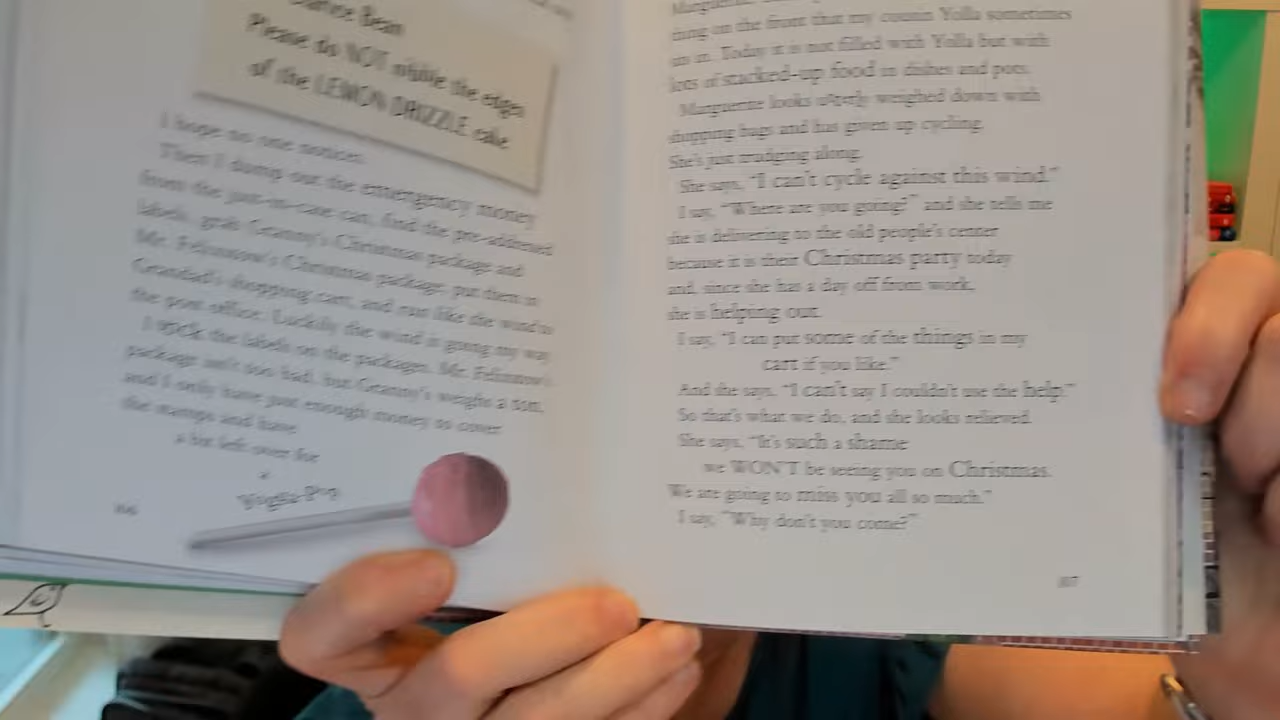 Bean
Please do NOT nibble the edges
of the LEMON DRIZZLE cake
I hope no one notices.
Then I dump out the emergency money
from the just-in-case can, find the pre-addressed
labels, grab Granny's Christmas package and
Mr. Felinstow's Christmas package, put them in
Grandad's shopping cart, and run like the wind to
the post office. Luckily the wind is going my way.
I stick the labels on the packages. Mr. Felinstow's
package isn't too bad, but Granny's weighs a ton,
and I only have just enough money to cover
the stamps and have
a bit left over for
a
166
Marguerite
thing on the front that my cousin Yolla sometimes
sits in. Today it is not filled with Yolla but with
lots of stacked-up food in dishes and pots.
Marguerite looks utterly weighed down with
shopping bags and has given up cycling.
She's just trudging along.
She says, "I can't cycle against this wind."
I say, "Where are you going?" and she tells me
she is delivering to the old people's center
because it is their Christmas party today
and, since she has a day off from work,
she is helping out.
I say, "I can put some of the things in my
cart if you like."
And she says, "I can't say I couldn't use the help."
So that's what we do, and she looks relieved.
She says, "It's such a shame
we WON'T be seeing you on Christmas.
We are going to miss you all so much."
I say, "Why don't you come?"
167